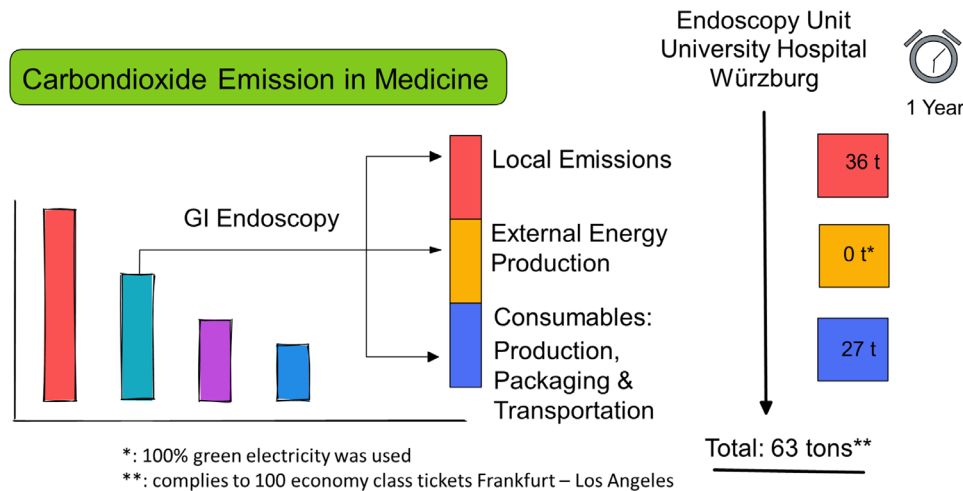 Carbondioxide Emission in Medicine
Endoscopy Unit
University Hospital
Würzburg
1 Year
GI Endoscopy
Local Emissions
36 t
External Energy
Production
0 t*
Consumables:
Production,
Packaging &
Transportation
27 t
Total: 63 tons**
*: 100% green electricity was used
**: complies to 100 economy class tickets Frankfurt – Los Angeles